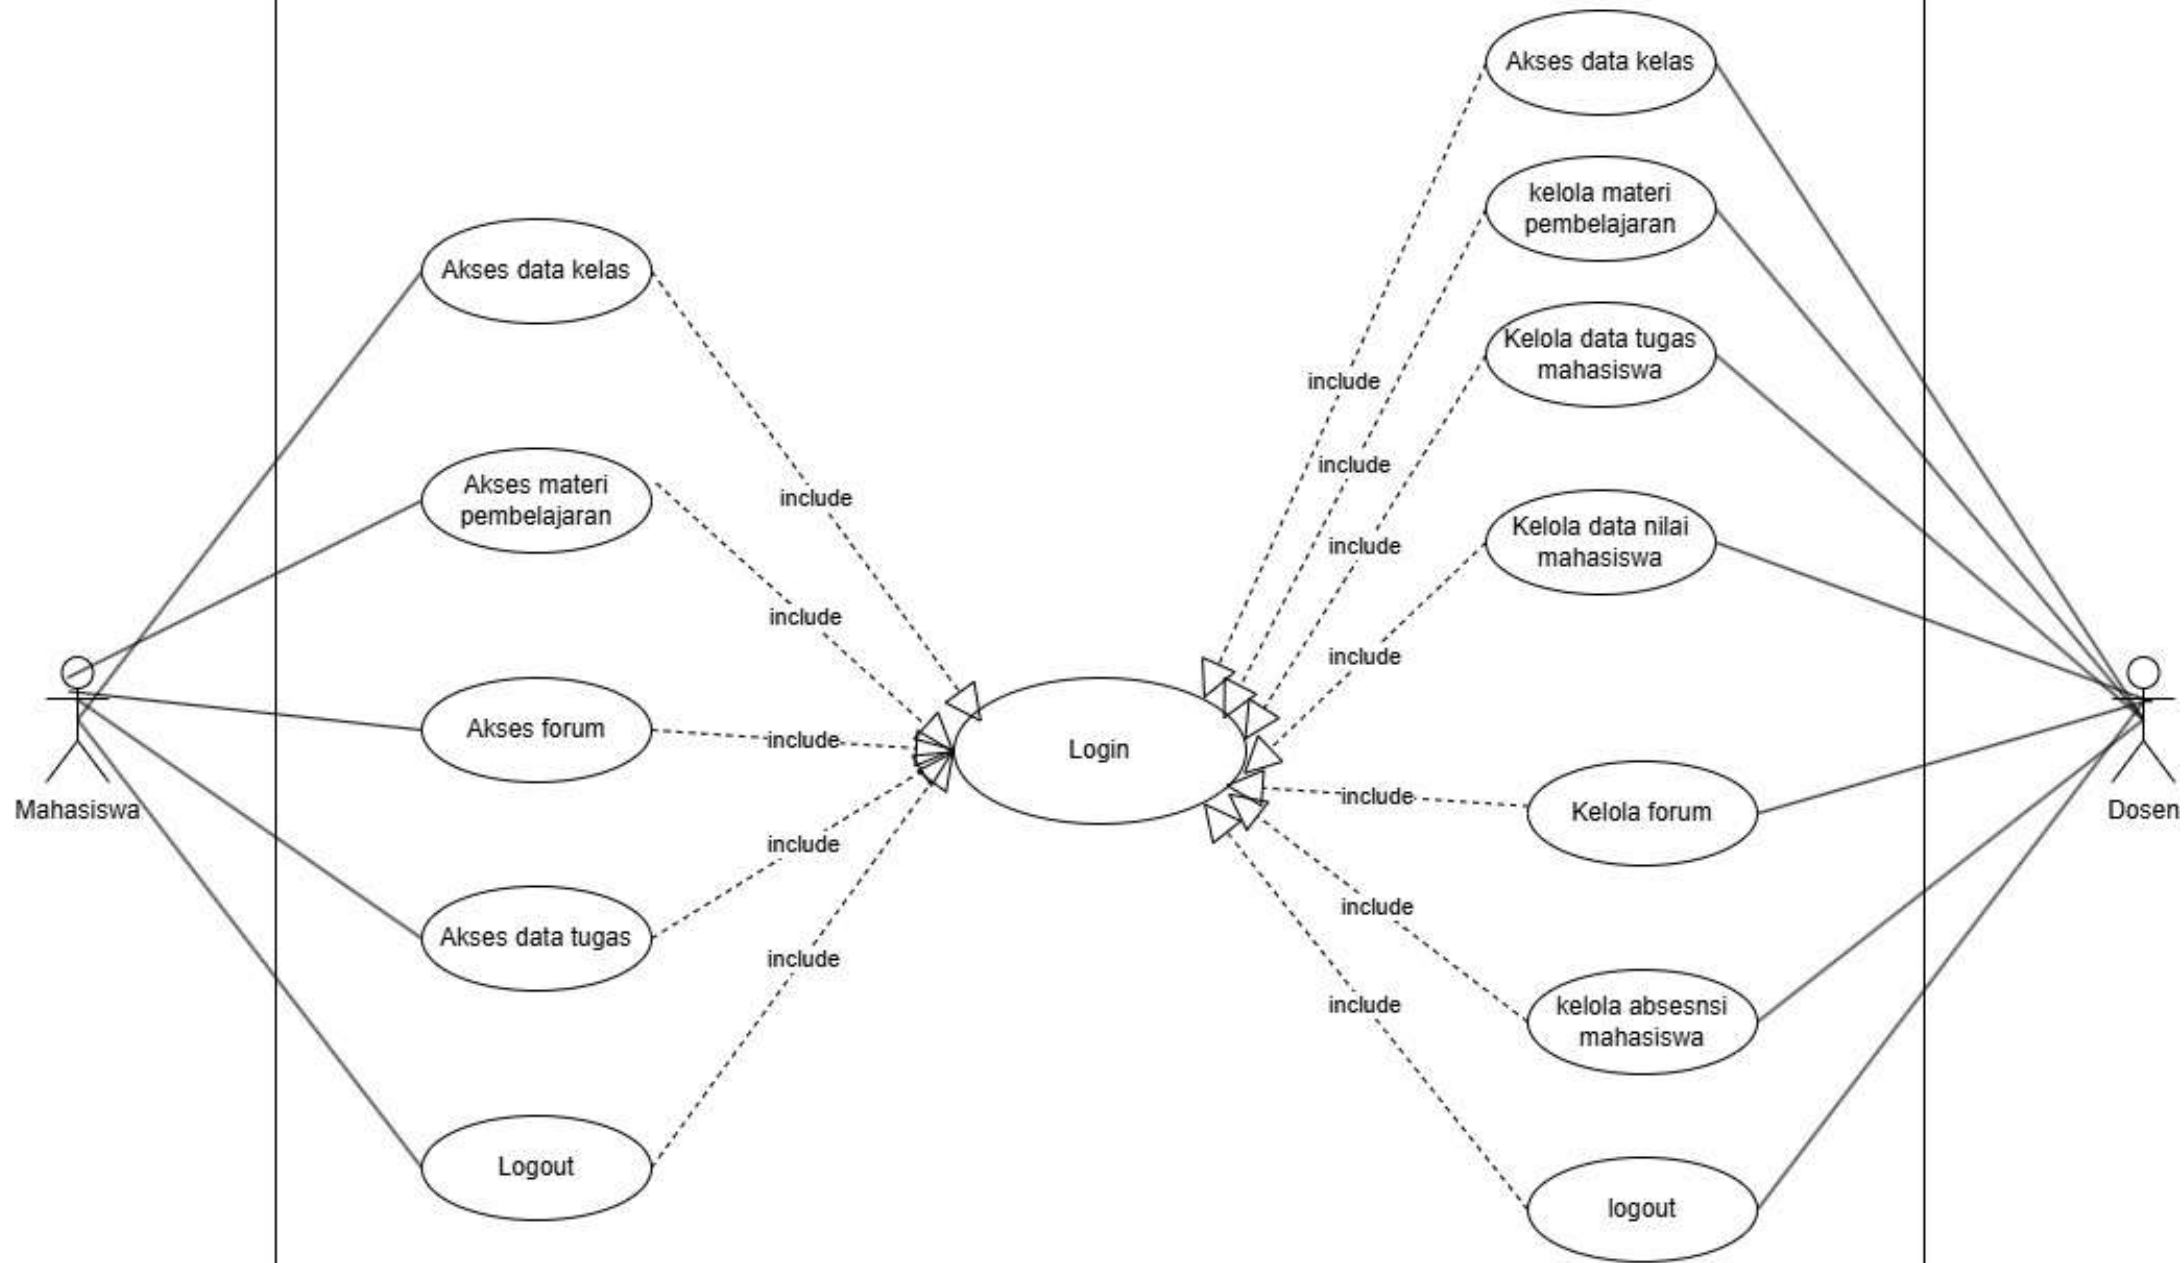 Akses data kelas
kelola materi
pembelajaran
Akses data kelas
Kelola data tugas
mahasiswa
include
include
Akses materi
pembelajaran
include
include
Kelola data nilai
mahasiswa
include
include
Akses forum
include
Login
include
Kelola forum
Mahasiswa
Dosen
include
include
Akses data tugas
include
kelola absesnsi
mahasiswa
include
Logout
logout